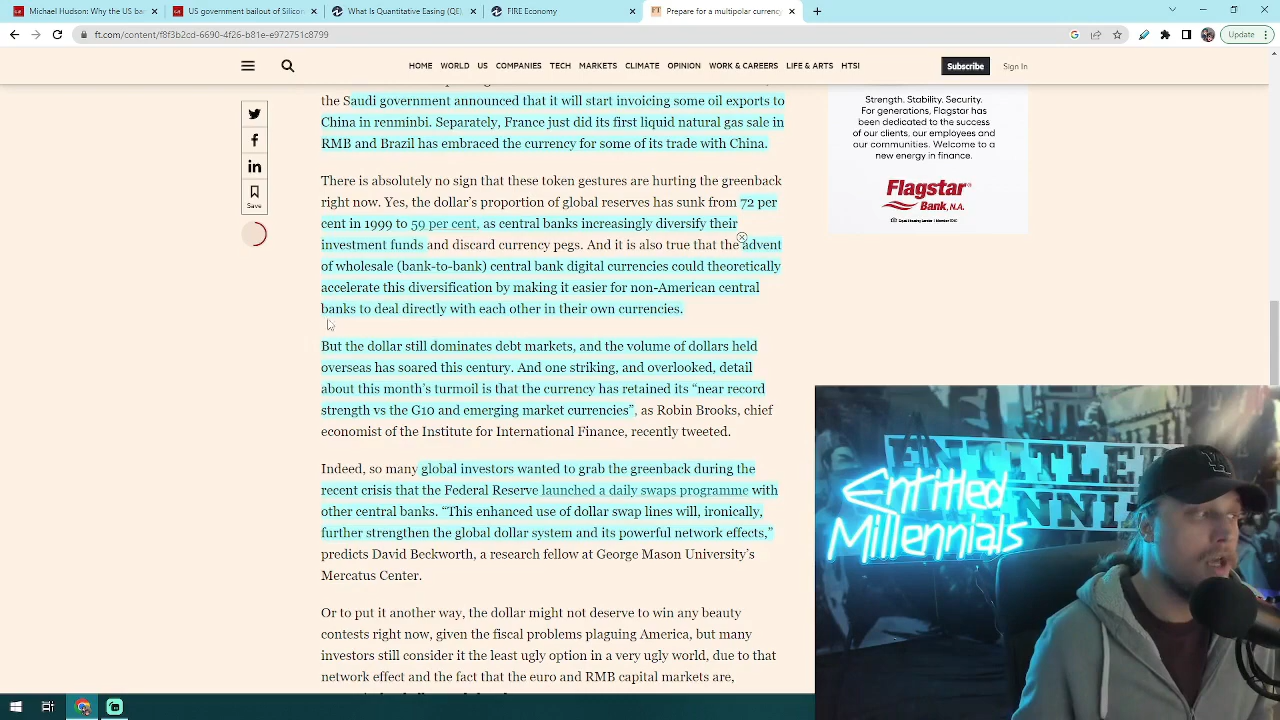 Michael Hudson: Why the US ba
US government bailout of Silicon
What Is Quantitative Easing (QE),
FIRE Economy
Prepare for a multipolar currency
ft.com/content/f8f3b2cd-6690-4f26-b81e-e972751c8799
Update
HOME WORLD US COMPANIES TECH MARKETS CLIMATE OPINION WORK & CAREERS LIFE & ARTS HTSI
Subscribe
Sign In
Save
the Saudi government announced that it will start invoicing some oil exports to
China in renminbi. Separately, France just did its first liquid natural gas sale in
RMB and Brazil has embraced the currency for some of its trade with China.
There is absolutely no sign that these token gestures are hurting the greenback
right now. Yes, the dollar’s proportion of global reserves has sunk from 72 per
cent in 1999 to 59 per cent, as central banks increasingly diversify their
investment funds and discard currency pegs. And it is also true that the advent
of wholesale (bank-to-bank) central bank digital currencies could theoretically
accelerate this diversification by making it easier for non-American central
banks to deal directly with each other in their own currencies.
But the dollar still dominates debt markets, and the volume of dollars held
overseas has soared this century. And one striking, and overlooked, detail
about this month’s turmoil is that the currency has retained its “near record
strength vs the G10 and emerging market currencies”, as Robin Brooks, chief
economist of the Institute for International Finance, recently tweeted.
Indeed, so many global investors wanted to grab the greenback during the
recent crisis that the Federal Reserve launched a daily swaps programme with
other central banks. “This enhanced use of dollar swap lines will, ironically,
further strengthen the global dollar system and its powerful network effects,”
predicts David Beckworth, a research fellow at George Mason University’s
Mercatus Center.
Or to put it another way, the dollar might not deserve to win any beauty
contests right now, given the fiscal problems plaguing America, but many
investors still consider it the least ugly option in a very ugly world, due to that
network effect and the fact that the euro and RMB capital markets are,
Strength. Stability. Security.
For generations, Flagstar has
been dedicated to the success
of our clients, our employees and
our communities. Welcome to a
new energy in finance.
Flagstar
Bank, N.A.
Entitled
Millennials